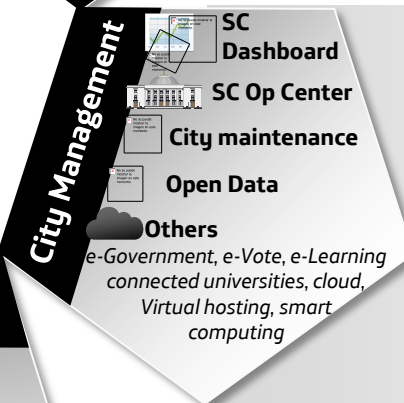 City Management
SC
Dashboard
SC Op Center
City maintenance
Open Data
Others
e-Government, e-Vote, e-Learning
connected universities, cloud,
Virtual hosting, smart
computing